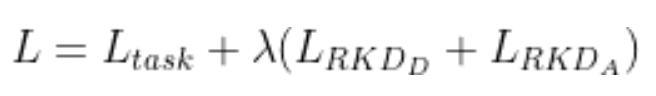 L = L_{task} + λ(L_{RKD_D} + L_{RKD_A})